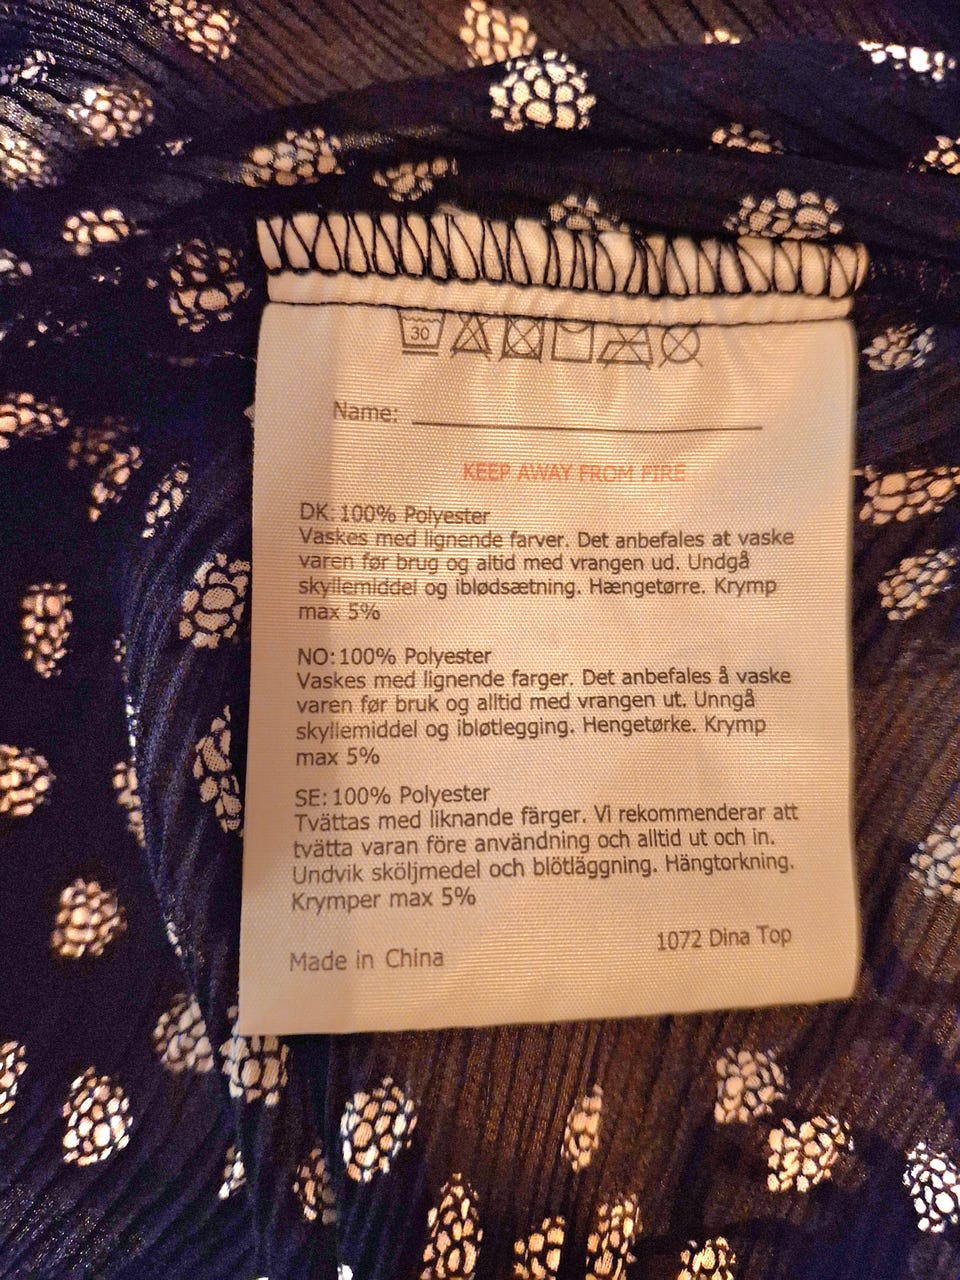 30
Name:
KEEP AWAY FROM FIRE
DK: 100% Polyester
Vaskes med lignende farver. Det anbefales at vaske
varen før brug og altid med vrangen ud. Undgå
skyllemiddel og iblødsætning. Hængetørre. Krymp
max 5%
NO: 100% Polyester
Vaskes med lignende farger. Det anbefales å vaske
varen før bruk og alltid med vrangen ut. Unngå
skyllemiddel og ibløtlegging. Hengetørke. Krymp
max 5%
SE: 100% Polyester
Tvättas med liknande färger. Vi rekommenderar att
tvätta varan före användning och alltid ut och in.
Undvik sköljmedel och blötläggning. Hängtorkning.
Krymper max 5%
1072 Dina Top
Made in China